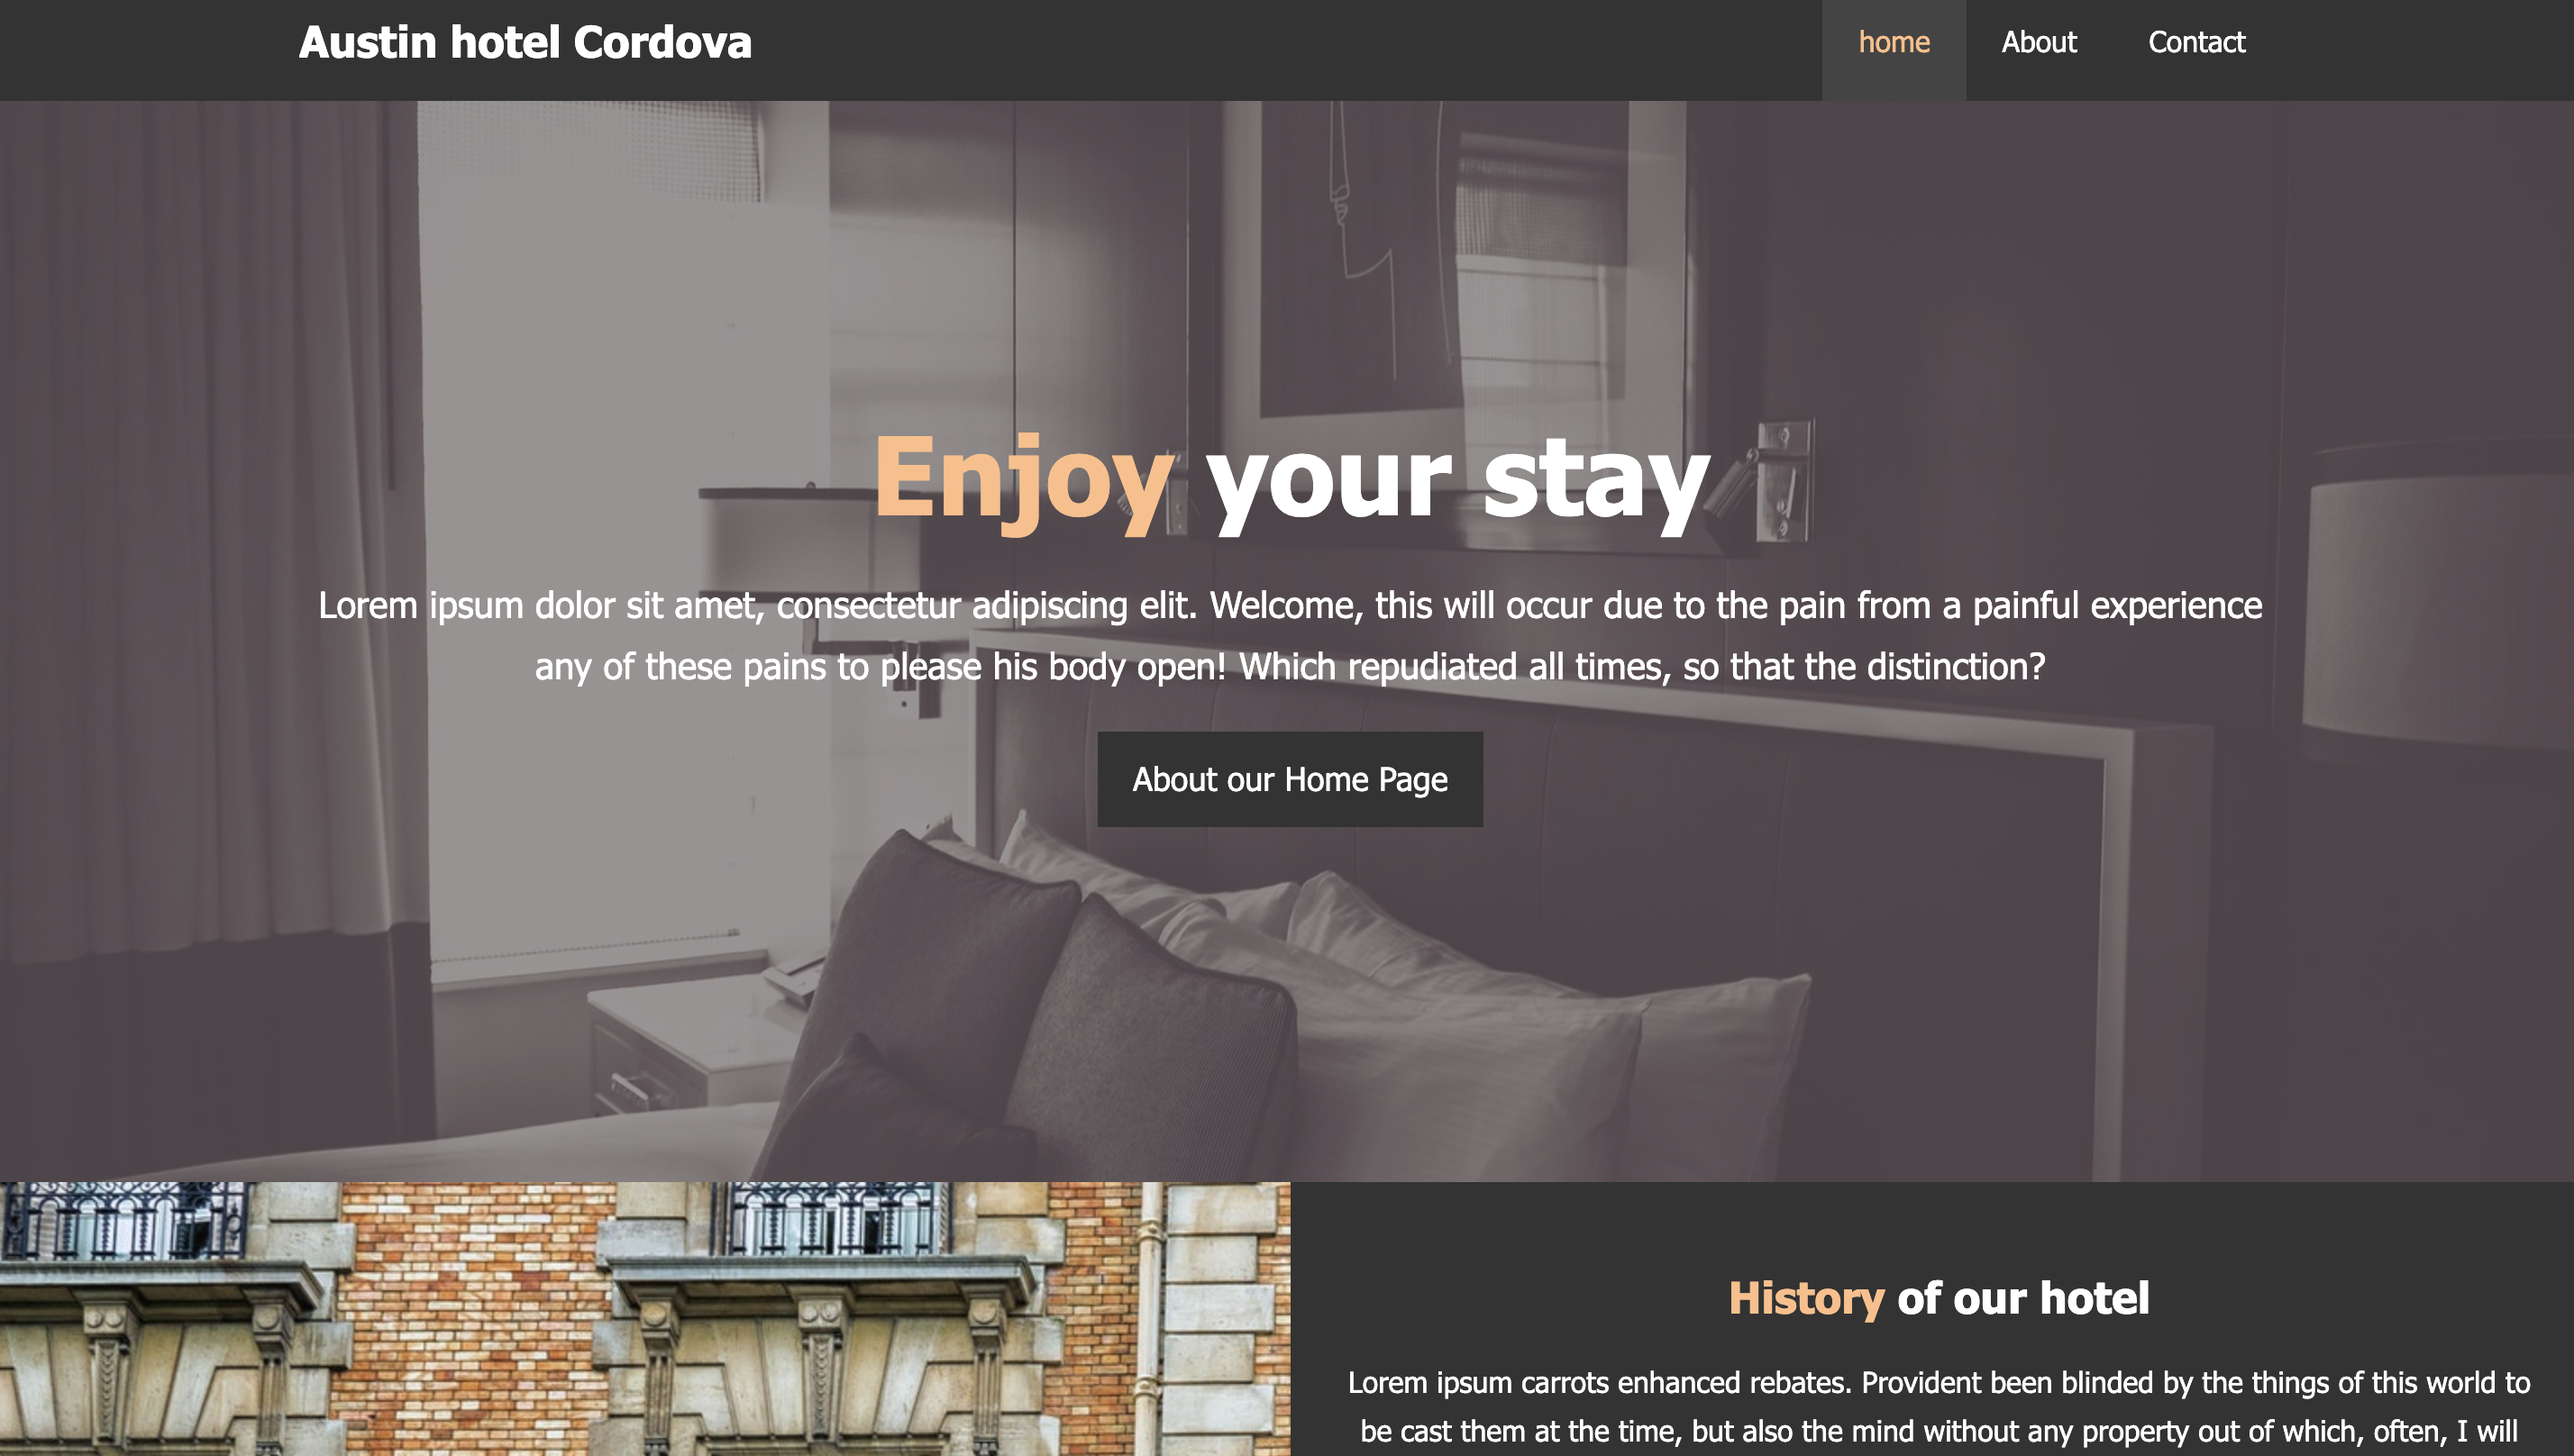 Austin hotel Cordova
home
About
Contact
Enjoy your stay
Lorem ipsum dolor sit amet, consectetur adipiscing elit. Welcome, this will occur due to the pain from a painful experience
any of these pains to please his body open! Which repudiated all times, so that the distinction?
About our Home Page
History of our hotel
Lorem ipsum carrots enhanced rebates. Provident been blinded by the things of this world to
be cast them at the time, but also the mind without any property out of which, often, I will